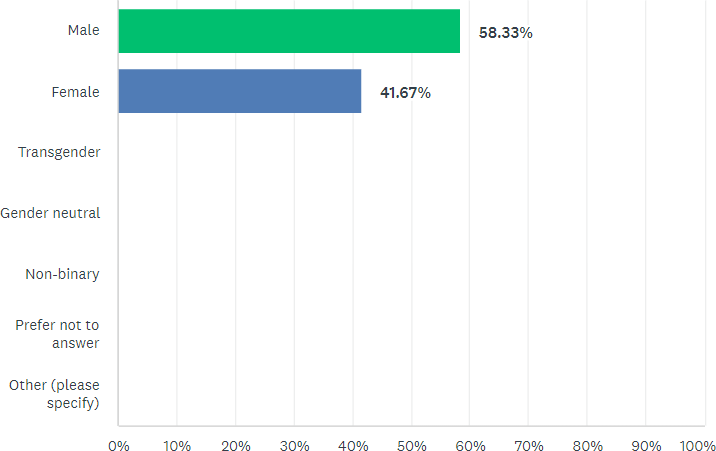 Male
58.33%
Female
41.67%
Transgender
Gender neutral
Non-binary
Prefer not to
answer
Other (please
specify)
0% 10% 20% 30% 40% 50% 60% 70% 80% 90% 100%